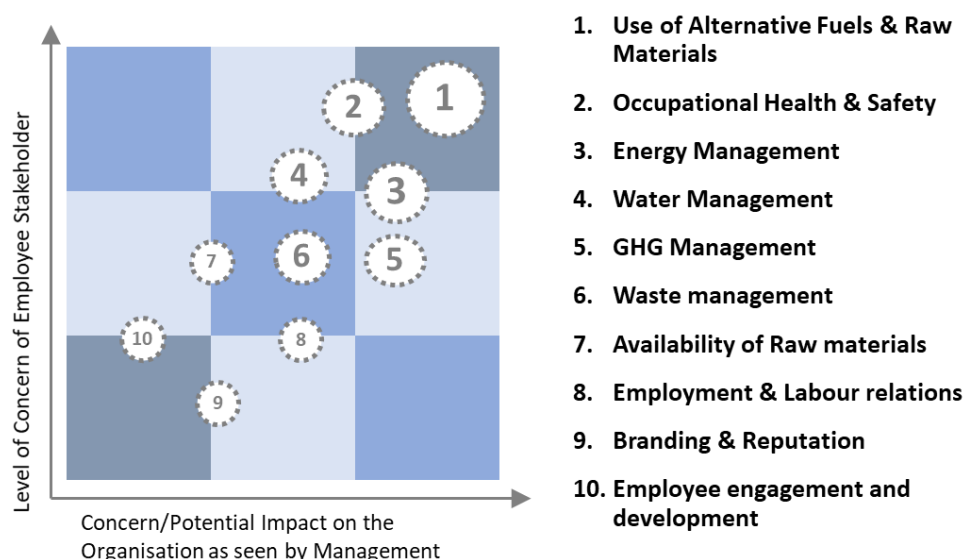 Level of Concern of Employee Stakeholder
1
2
3
4
5
6
7
8
9
10
Concern/Potential Impact on the
Organisation as seen by Management
1. Use of Alternative Fuels & Raw
Materials
2. Occupational Health & Safety
3. Energy Management
4. Water Management
5. GHG Management
6. Waste management
7. Availability of Raw materials
8. Employment & Labour relations
9. Branding & Reputation
10. Employee engagement and
development